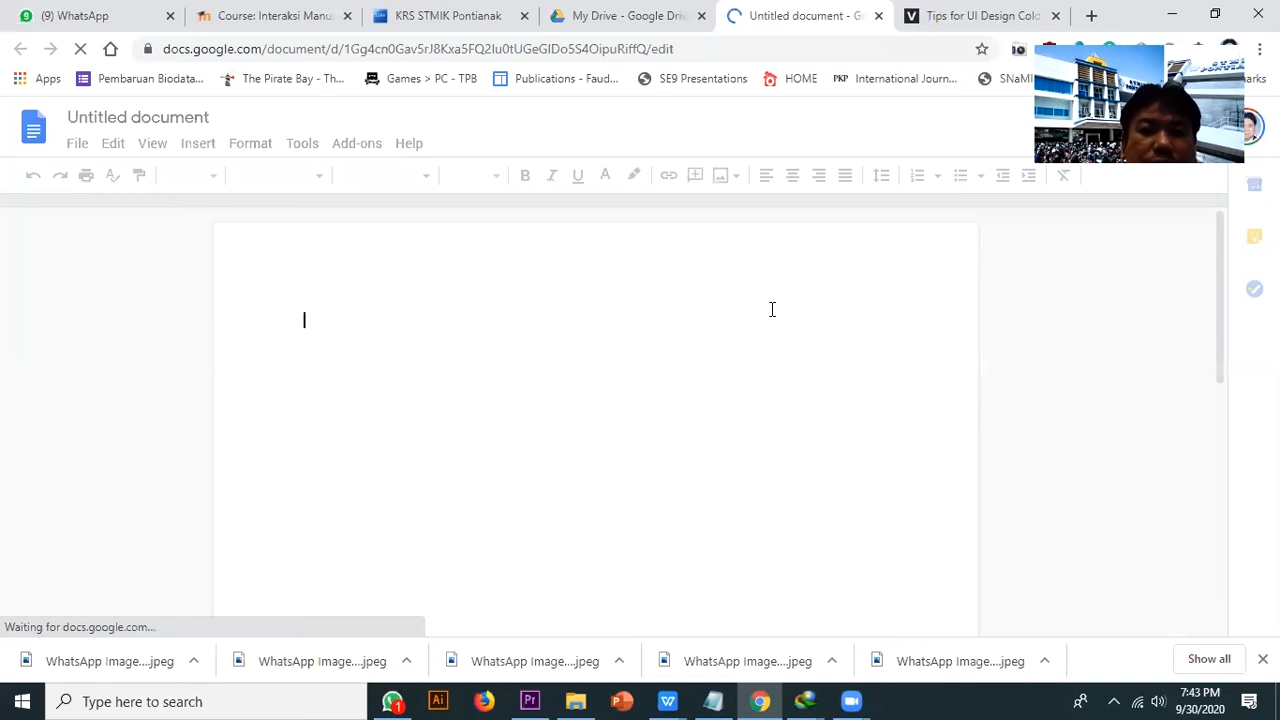 (9) WhatsApp
Course: Interaksi Manu
KRS STMIK Pontianak
My Drive - Google Driv
Untitled document - G
Tips for UI Design Colo
docs.google.com/document/d/1Gg4cn0Gav5rJ8Kxa5FQ2Iu0tU3eGIDo5S4OipuRiffQ/edit
Apps
Pembaruan Biodata...
The Pirate Bay - Th...
Games > PC | TPB
Publications - Faud...
SE9 Presentations
HOME
PKP
International Journ...
SNaMI
arks
Untitled document
File Edit View Insert Format Tools Add-ons Help
Waiting for docs.google.com...
WhatsApp Image....jpeg
WhatsApp Image....jpeg
WhatsApp Image....jpeg
WhatsApp Image....jpeg
WhatsApp Image....jpeg
Show all
Type here to search
7:43 PM
9/30/2020